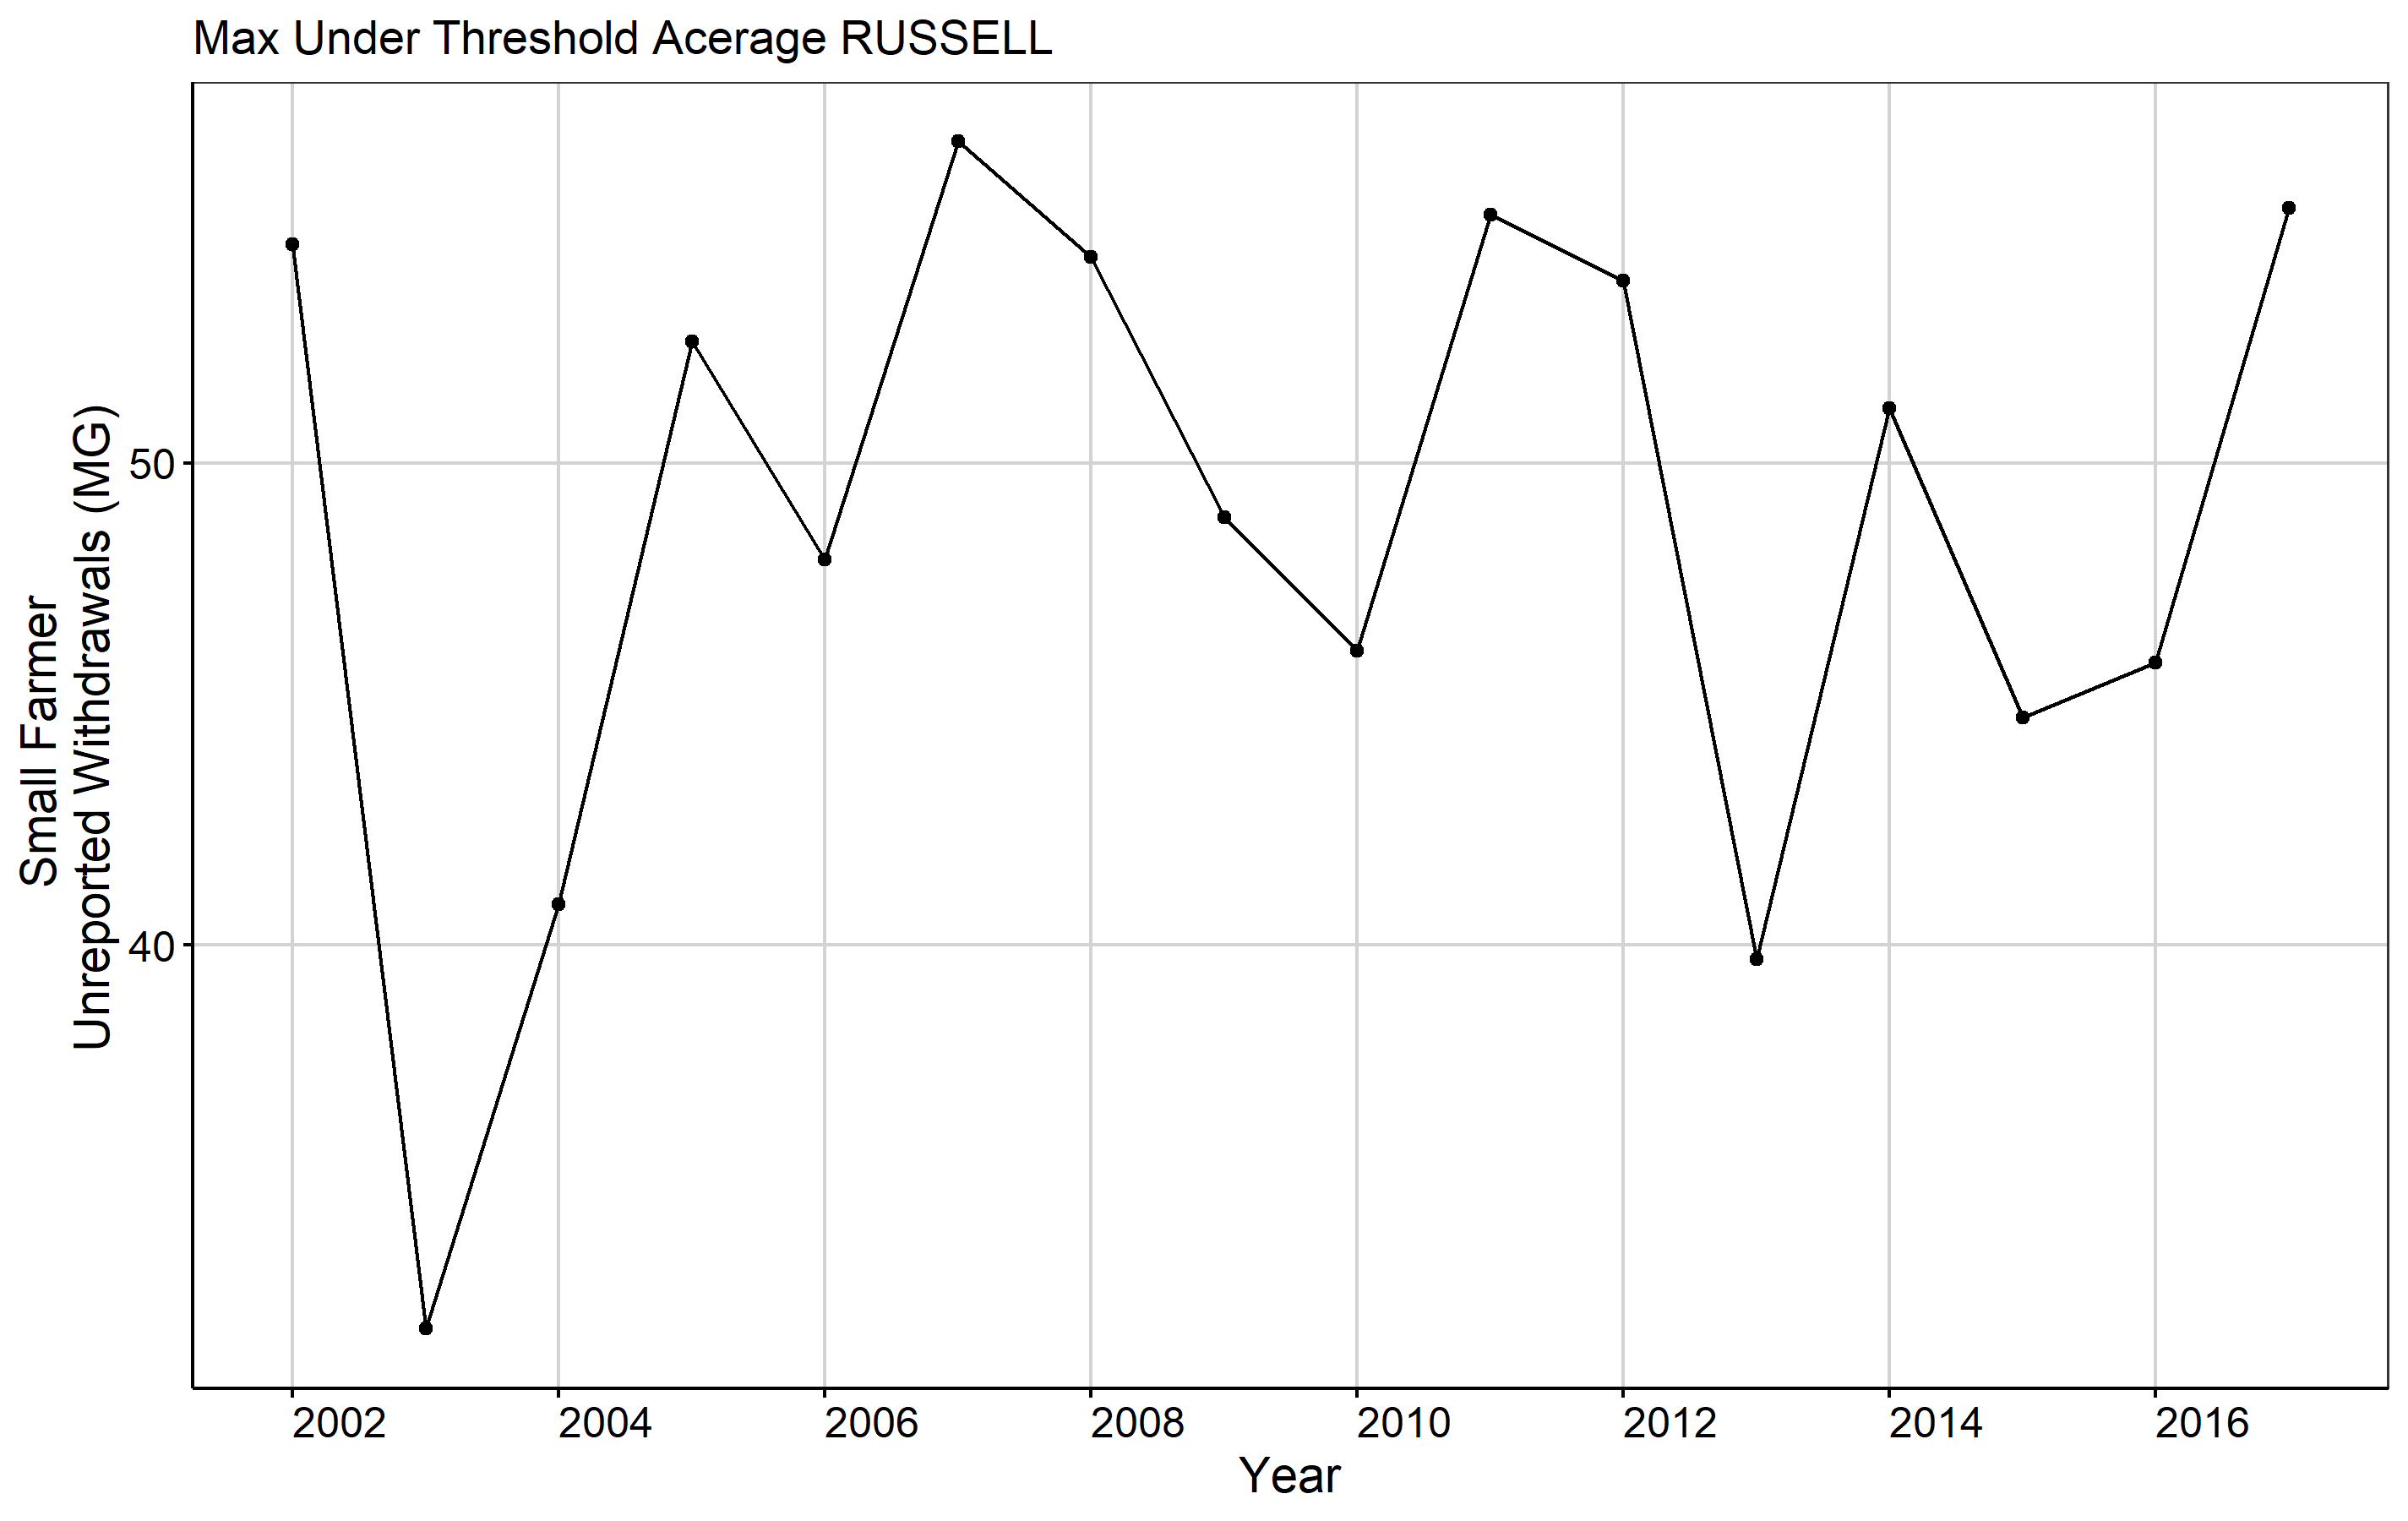 Max Under Threshold Acerage RUSSELL
Small Farmer
Unreported Withdrawals (MG)
50
40
2002 2004 2006 2008 2010 2012 2014 2016
Year